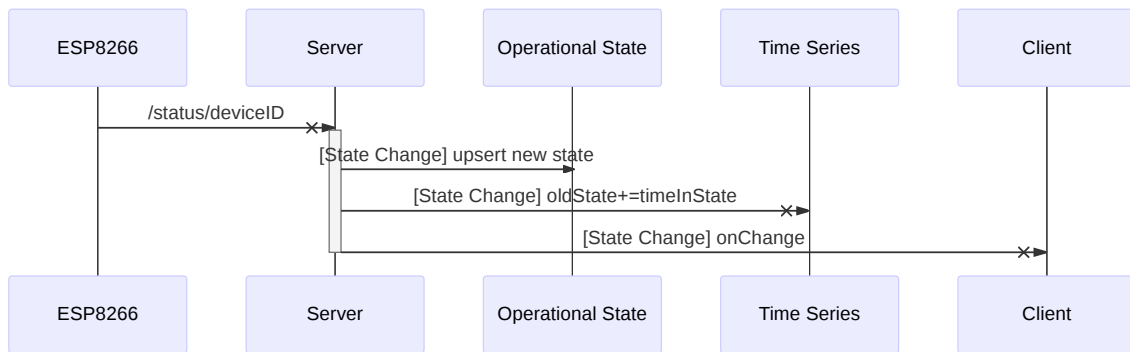 ESP8266
Server
Operational State
Time Series
Client
/status/deviceID
[State Change] upsert new state
[State Change] oldState+=timeInState
[State Change] onChange
ESP8266
Server
Operational State
Time Series
Client